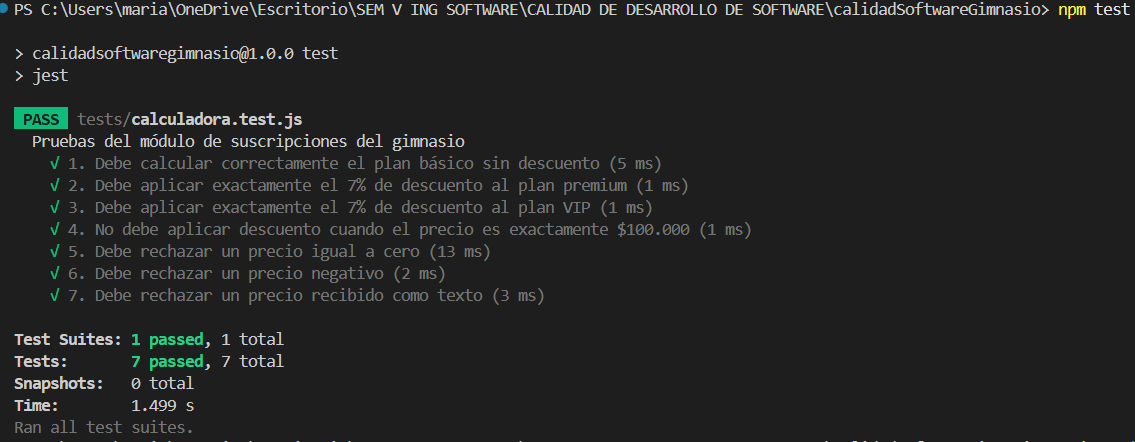 PS C:\Users\maria\OneDrive\Escritorio\SEM V ING SOFTWARE\CALIDAD DE DESARROLLO DE SOFTWARE\calidadSoftwareGimnasio> npm test
> calidadsoftwaregimnasio@1.0.0 test
> jest
PASS tests/calculadora.test.js
Pruebas del módulo de suscripciones del gimnasio
√ 1. Debe calcular correctamente el plan básico sin descuento (5 ms)
√ 2. Debe aplicar exactamente el 7% de descuento al plan premium (1 ms)
√ 3. Debe aplicar exactamente el 7% de descuento al plan VIP (1 ms)
√ 4. No debe aplicar descuento cuando el precio es exactamente $100.000 (1 ms)
√ 5. Debe rechazar un precio igual a cero (13 ms)
√ 6. Debe rechazar un precio negativo (2 ms)
√ 7. Debe rechazar un precio recibido como texto (3 ms)
Test Suites: 1 passed, 1 total
Tests: 7 passed, 7 total
Snapshots: 0 total
Time: 1.499 s
Ran all test suites.